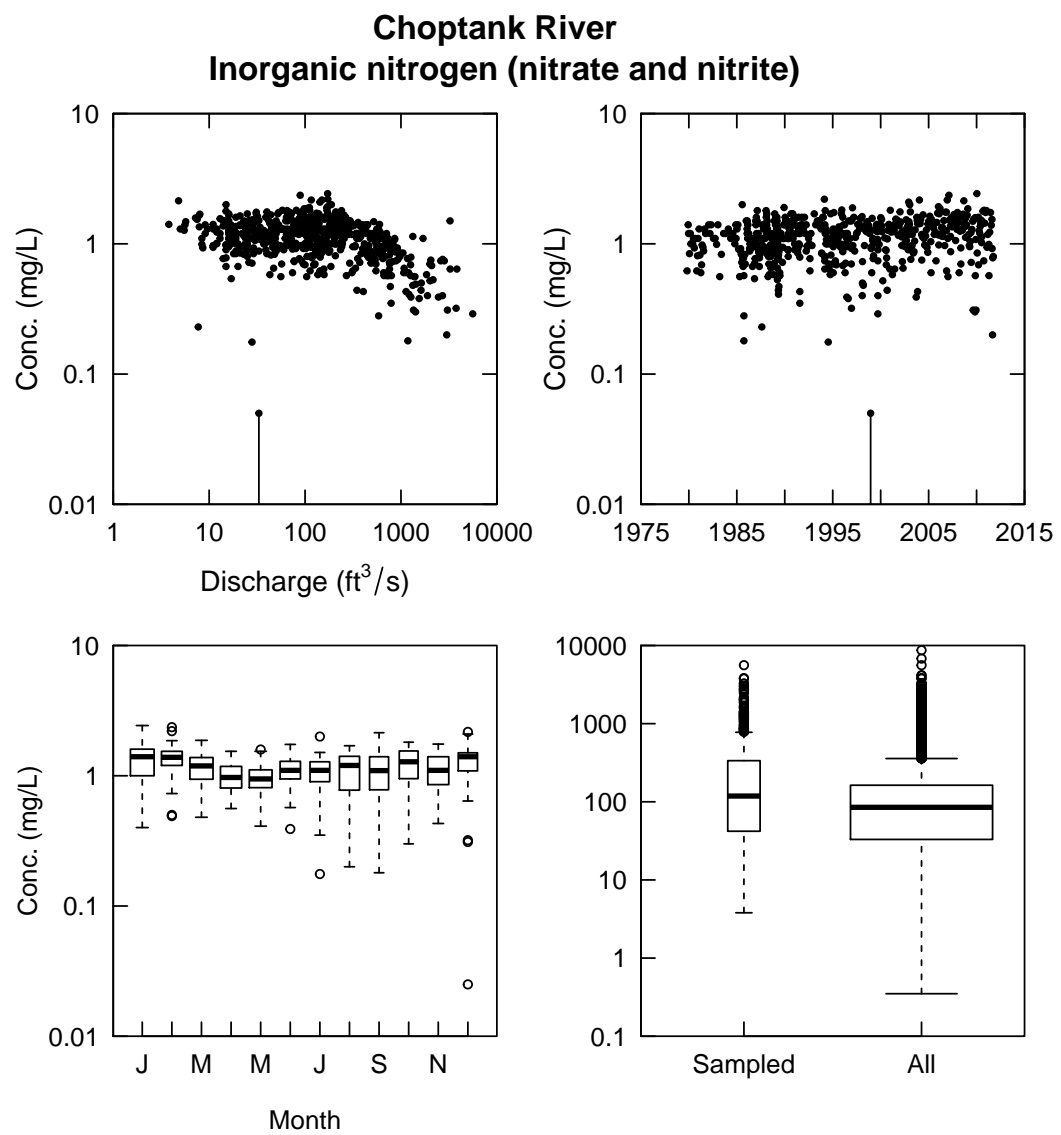 Choptank River
Inorganic nitrogen (nitrate and nitrite)
10
1
0.1
0.01
Conc. (mg/L)
1 10 100 1000 10000
Discharge (ft³/s)
10
1
0.1
0.01
Conc. (mg/L)
1975 1985 1995 2005 2015
10
1
0.1
0.01
Conc. (mg/L)
J M M J S N
Month
10000
1000
100
10
1
0.1
Sampled All